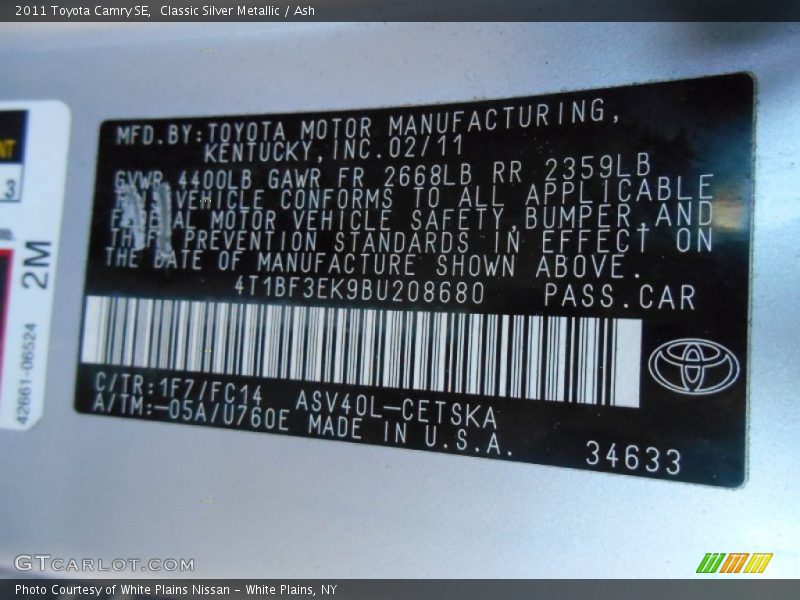 2011 Toyota Camry SE,  Classic Silver Metallic / Ash
NT
3
2M
42661-06624
MFD.BY:TOYOTA MOTOR MANUFACTURING,
KENTUCKY,INC.02/11
GVWR 4400LB GAWR FR 2668LB RR 2359LB
VEHICLE CONFORMS TO ALL APPLICABLE
MOTOR VEHICLE SAFETY,BUMPER,AND
PREVENTION STANDARDS IN EFFECT ON
THE DATE OF MANUFACTURE SHOWN ABOVE.
4T1BF3EK9BU208680 PASS.CAR
C/TR:1F7/FC14 ASV40L-CETSKA
A/TM:-05A/U760E MADE IN U.S.A.
34633
GTCARLOT.COM
Photo Courtesy of White Plains Nissan - White Plains, NY